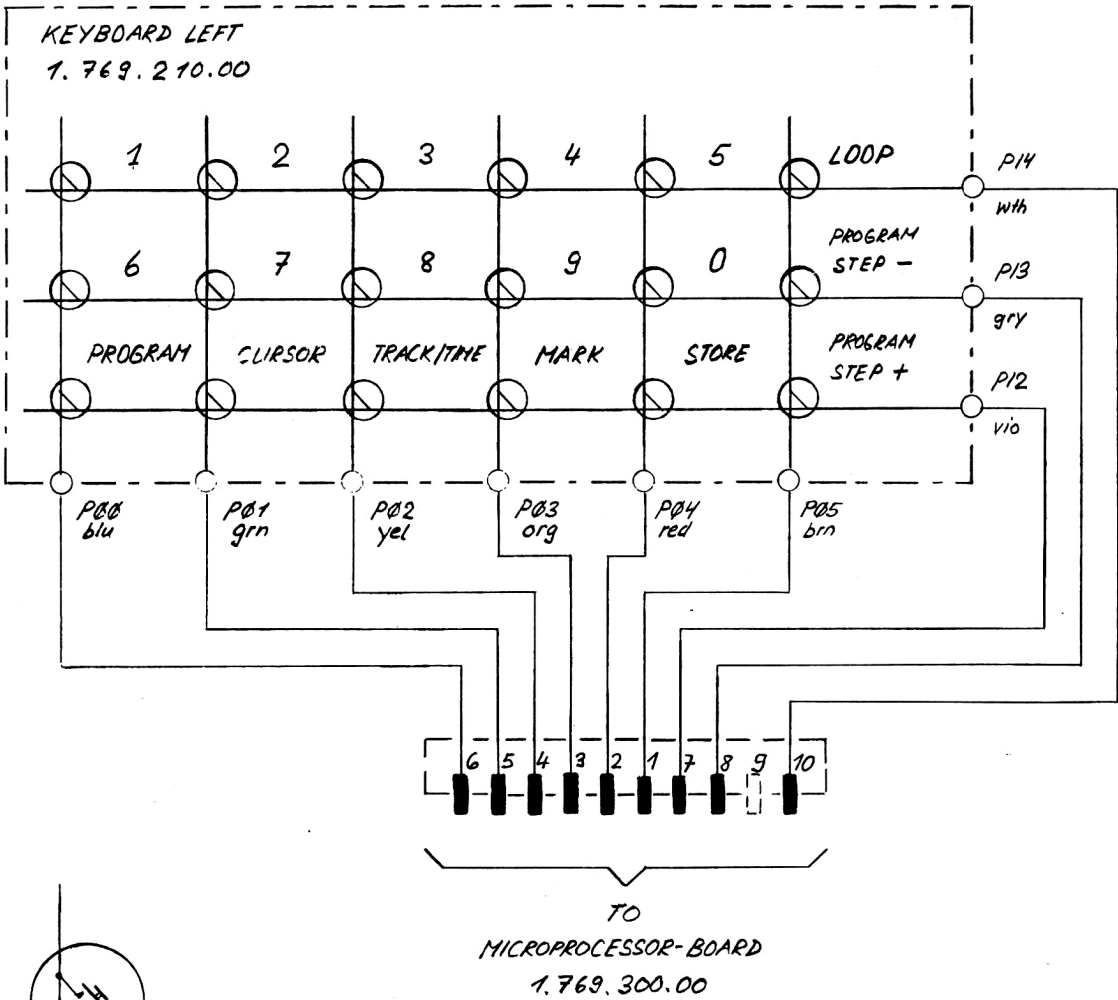 KEYBOARD LEFT
1.769.210.00
1 2 3 4 5 LOOP
P14
wth
6 7 8 9 0 PROGRAM
STEP -
P13
gry
PROGRAM CURSOR TRACK/TIME MARK STORE PROGRAM
STEP +
P12
vio
PØØ PØ1 PØ2 PØ3 PØ4 PØ5
blu grn yel org red brn
6 5 4 3 2 1 7 8 9 10
TO
MICROPROCESSOR-BOARD
1.769.300.00